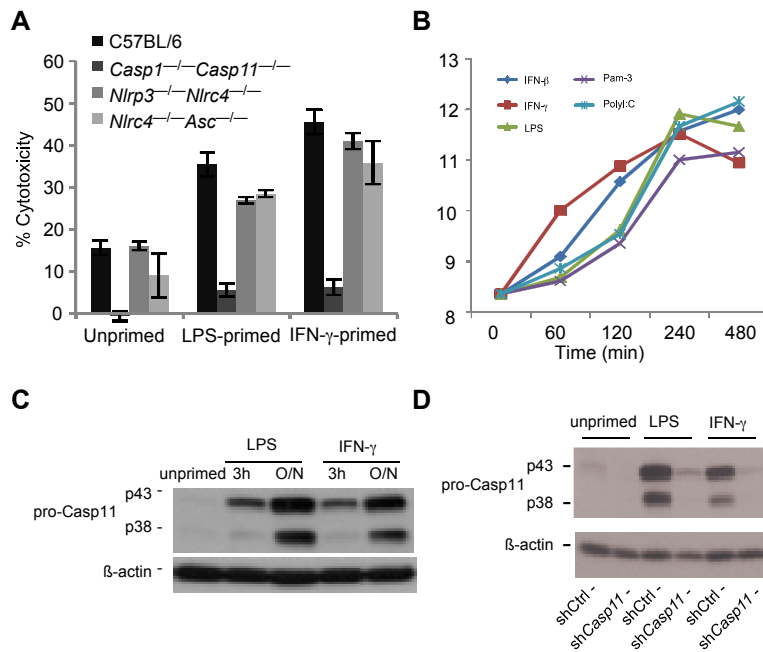 A
C57BL/6
Casp1—/—Casp11—/—
Nlrp3—/—Nlrc4—/—
Nlrc4—/—Asc—/—
% Cytotoxicity
60
50
40
30
20
10
0
Unprimed
LPS-primed
IFN-γ-primed
B
13
12
11
10
9
8
IFN-β
IFN-γ
LPS
Pam-3
PolyI:C
0 60 120 240 480
Time (min)
C
LPS IFN-γ
unprimed 3h O/N 3h O/N
p43
pro-Casp11
p38
ß-actin
D
unprimed LPS IFN-γ
p43
pro-Casp11
p38
ß-actin
shCtrl -
shCasp11 -
shCtrl -
shCasp11 -
shCtrl -
shCasp11 -